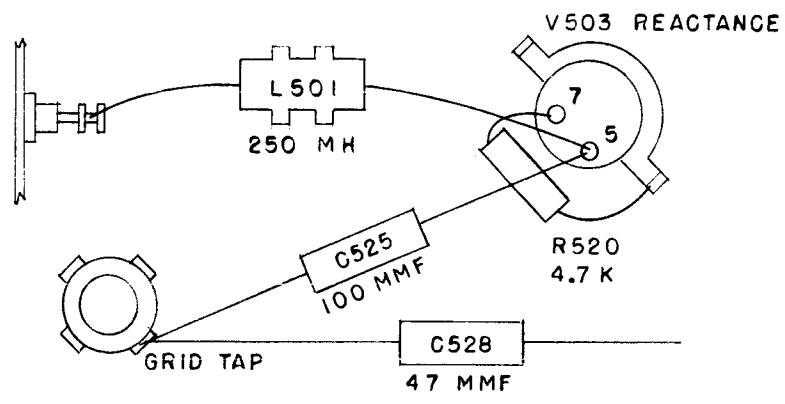 V503 REACTANCE
L501
250 MH
7
5
C525
100 MMF
R520
4.7 K
GRID TAP
C528
47 MMF